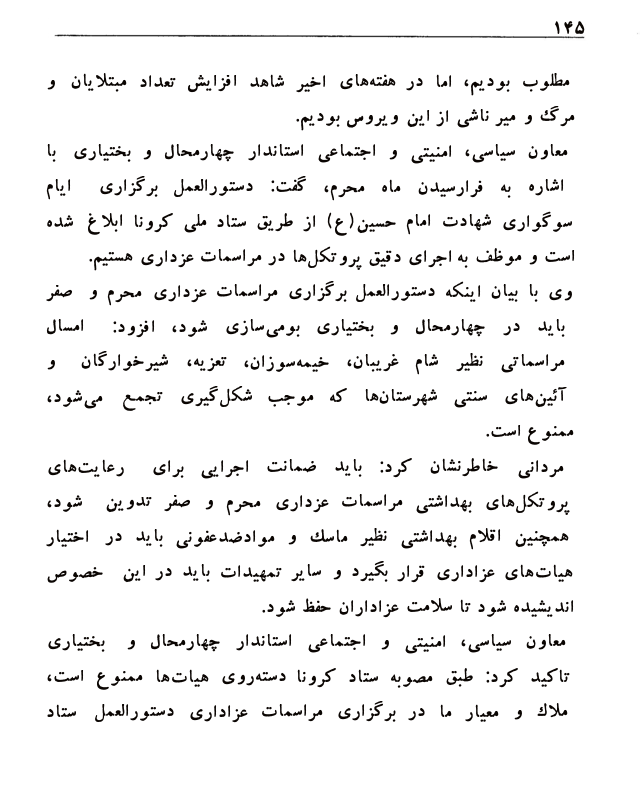 ۱۴۵
مطلوب بودیم، اما در هفته‌های اخیر شاهد افزایش تعداد مبتلایان و
مرگ و میر ناشی از این ویروس بودیم.
معاون سیاسی، امنیتی و اجتماعی استاندار چهارمحال و بختیاری با
اشاره به فرارسیدن ماه محرم، گفت: دستورالعمل برگزاری ایام
سوگواری شهادت امام حسین(ع) از طریق ستاد ملی کرونا ابلاغ شده
است و موظف به اجرای دقیق پروتکل‌ها در مراسمات عزداری هستیم.
وی با بیان اینکه دستورالعمل برگزاری مراسمات عزداری محرم و صفر
باید در چهارمحال و بختیاری بومی‌سازی شود، افزود: امسال
مراسماتی نظیر شام غریبان، خیمه‌سوزان، تعزیه، شیرخوارگان و
آئین‌های سنتی شهرستان‌ها که موجب شکل‌گیری تجمع می‌شود،
ممنوع است.
مردانی خاطرنشان کرد: باید ضمانت اجرایی برای رعایت‌های
پروتکل‌های بهداشتی مراسمات عزداری محرم و صفر تدوین شود،
همچنین اقلام بهداشتی نظیر ماسك و موادضدعفونی باید در اختیار
هیات‌های عزاداری قرار بگیرد و سایر تمهیدات باید در این خصوص
اندیشیده شود تا سلامت عزاداران حفظ شود.
معاون سیاسی، امنیتی و اجتماعی استاندار چهارمحال و بختیاری
تاکید کرد: طبق مصوبه ستاد کرونا دسته‌روی هیات‌ها ممنوع است،
ملاك و معیار ما در برگزاری مراسمات عزاداری دستورالعمل ستاد